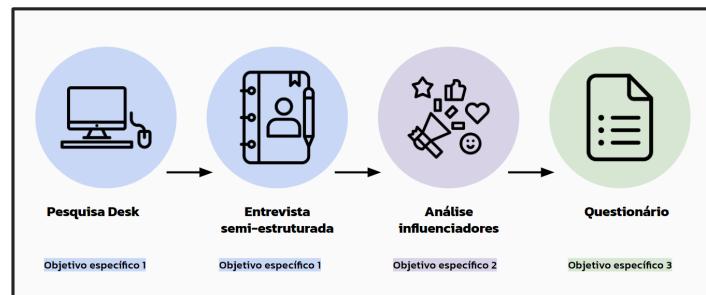 Pesquisa Desk
Entrevista
semi-estruturada
Análise
influenciadores
Questionário
Objetivo específico 1
Objetivo específico 1
Objetivo específico 2
Objetivo específico 3